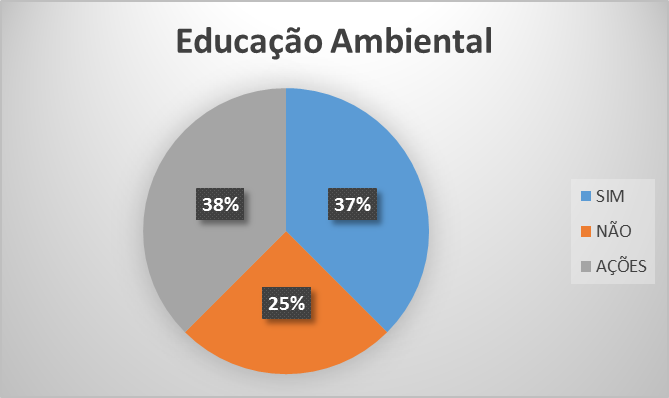 Educação Ambiental
38%
37%
25%
SIM
NÃO
AÇÕES